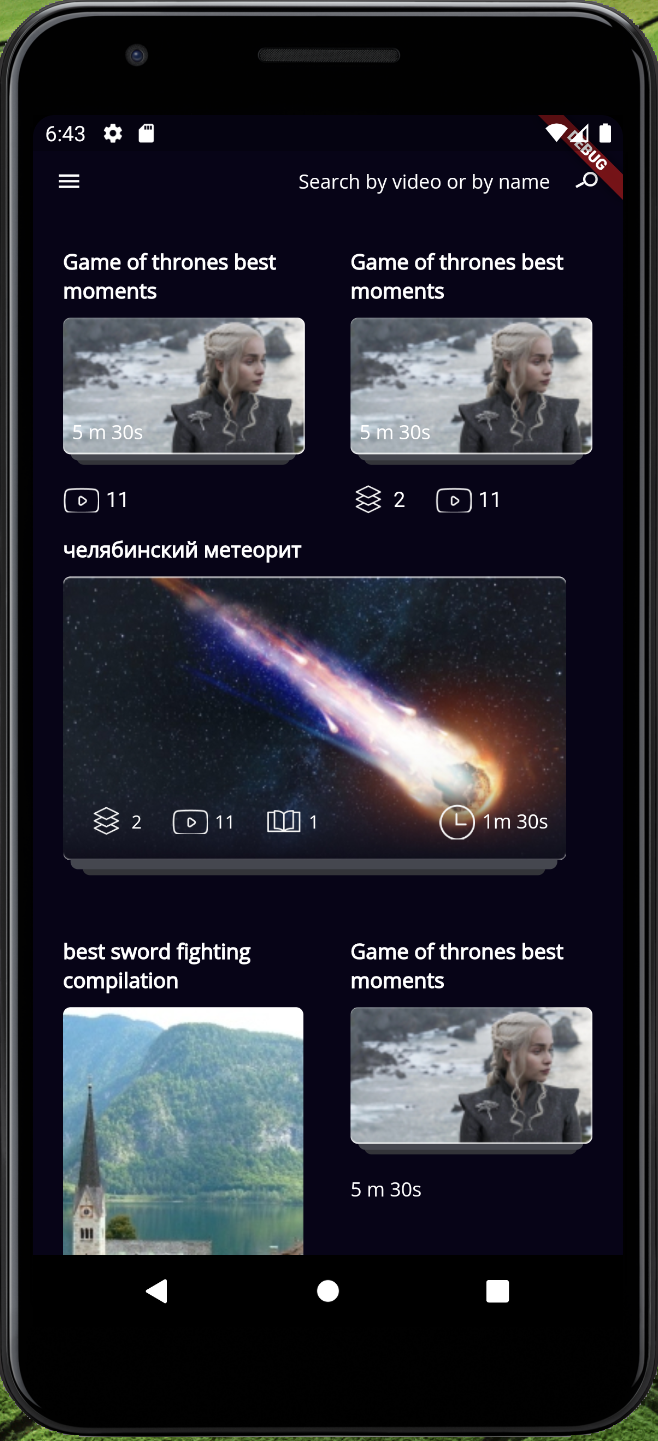 6:43
DEBUG
Search by video or by name
Game of thrones best
moments
Game of thrones best
moments
5 m 30s
5 m 30s
11
2
11
челябинский метеорит
2
11
1
1m 30s
best sword fighting
compilation
Game of thrones best
moments
5 m 30s